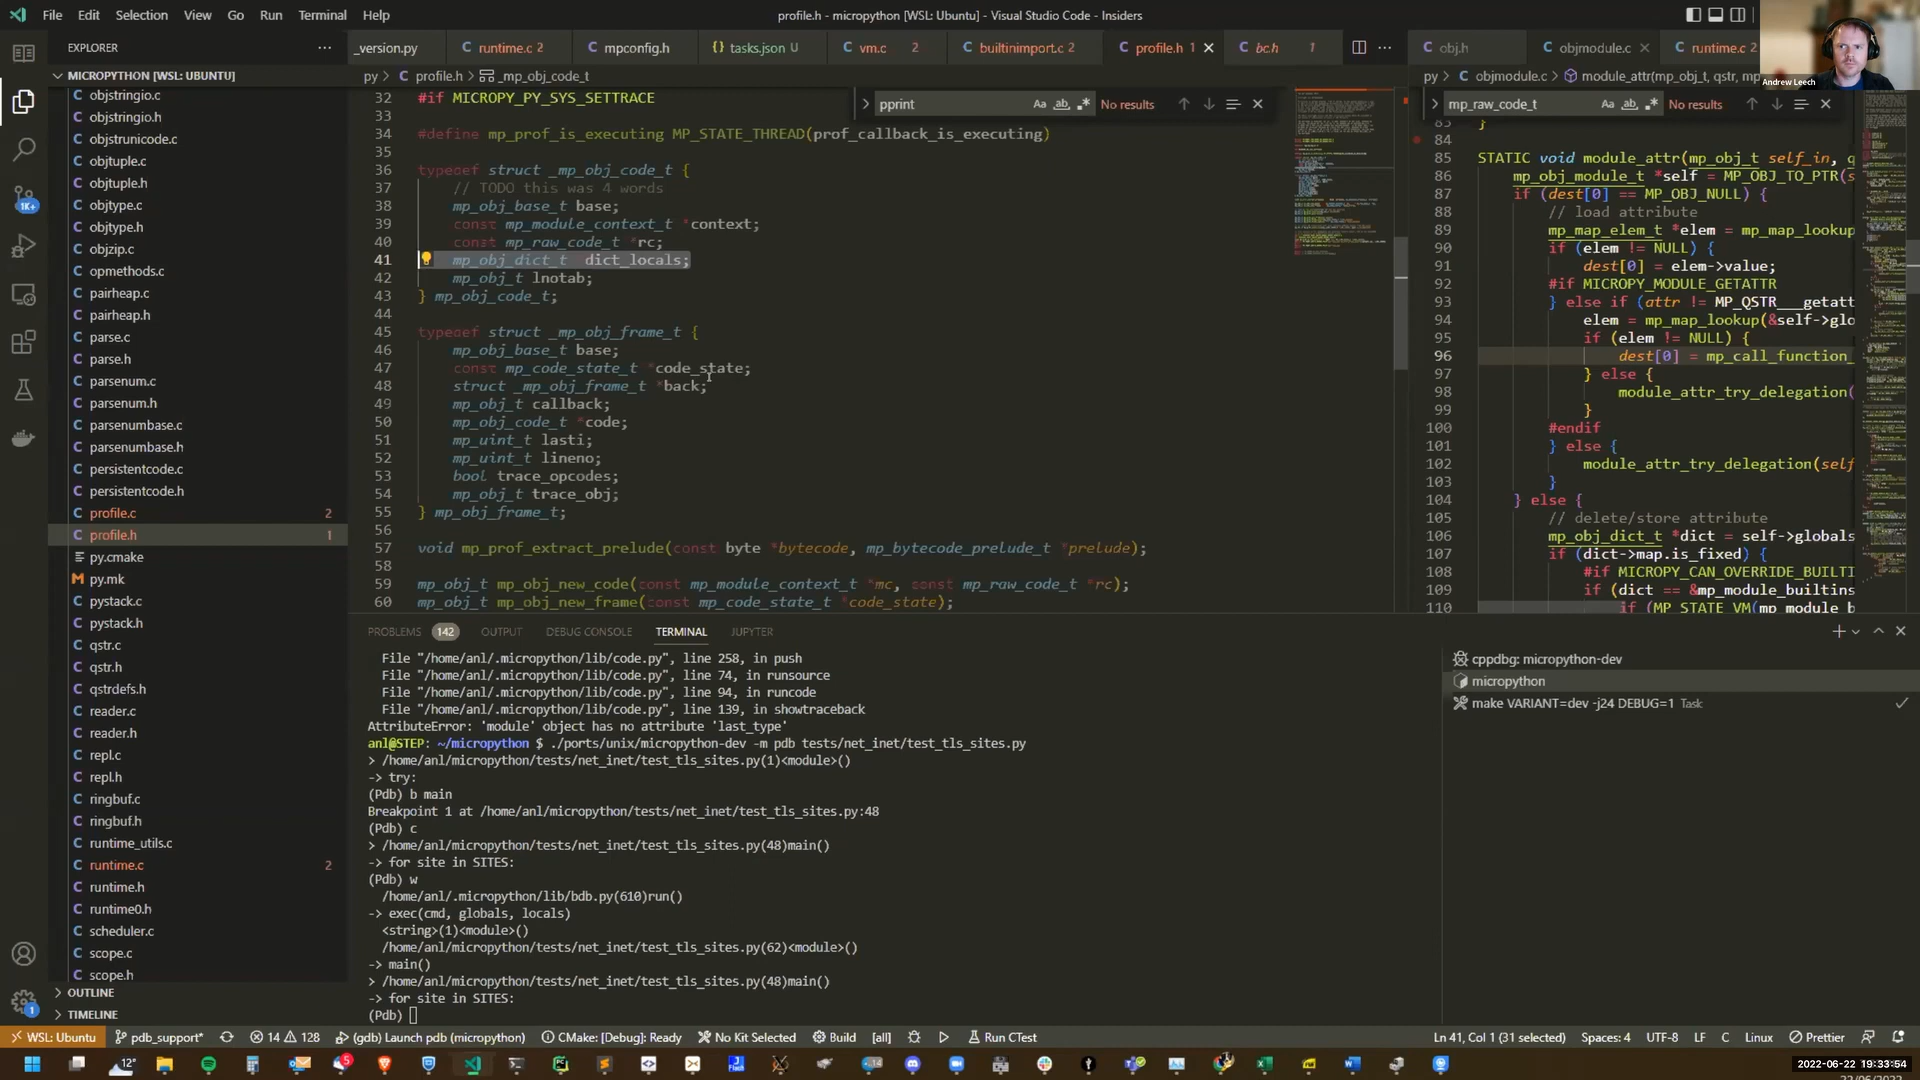 File Edit Selection View Go Run Terminal Help
profile.h - micropython [WSL: Ubuntu] - Visual Studio Code - Insiders
Andrew Leech
EXPLORER
MICROPYTHON [WSL: UBUNTU]
objstringio.c
objstringio.h
objstrunicode.c
objtuple.c
objtuple.h
objtype.c
objtype.h
objzip.c
opmethods.c
pairheap.c
pairheap.h
parse.c
parse.h
parsenum.c
parsenum.h
parsenumbase.c
parsenumbase.h
persistentcode.c
persistentcode.h
profile.c 2
profile.h 1
py.cmake
py.mk
pystack.c
pystack.h
qstr.c
qstr.h
qstrdefs.h
reader.c
reader.h
repl.c
repl.h
ringbuf.c
ringbuf.h
runtime_utils.c
runtime.c 2
runtime.h
runtime0.h
scheduler.c
scope.c
scope.h
OUTLINE
TIMELINE
1K+
1
_version.py runtime.c 2 mpconfig.h tasks.json U vm.c 2 builtinimport.c 2 profile.h 1 bc.h 1
py > profile.h > _mp_obj_code_t
pprint Aa ab No results
32 #if MICROPY_PY_SYS_SETTRACE
33
34 #define mp_prof_is_executing MP_STATE_THREAD(prof_callback_is_executing)
35
36 typedef struct _mp_obj_code_t {
37 // TODO this was 4 words
38 mp_obj_base_t base;
39 const mp_module_context_t *context;
40 const mp_raw_code_t *rc;
41 mp_obj_dict_t dict_locals;
42 mp_obj_t lnotab;
43 } mp_obj_code_t;
44
45 typedef struct _mp_obj_frame_t {
46 mp_obj_base_t base;
47 const mp_code_state_t *code_state;
48 struct _mp_obj_frame_t *back;
49 mp_obj_t callback;
50 mp_obj_code_t *code;
51 mp_uint_t lasti;
52 mp_uint_t lineno;
53 bool trace_opcodes;
54 mp_obj_t trace_obj;
55 } mp_obj_frame_t;
56
57 void mp_prof_extract_prelude(const byte *bytecode, mp_bytecode_prelude_t *prelude);
58
59 mp_obj_t mp_obj_new_code(const mp_module_context_t *mc, const mp_raw_code_t *rc);
60 mp_obj_t mp_obj_new_frame(const mp_code_state_t *code_state);
obj.h objmodule.c runtime.c 2
py > objmodule.c > module_attr(mp_obj_t, qstr, mp
mp_raw_code_t Aa ab No results
83 }
84
85 STATIC void module_attr(mp_obj_t self_in, q
86 mp_obj_module_t *self = MP_OBJ_TO_PTR(s
87 if (dest[0] == MP_OBJ_NULL) {
88 // load attribute
89 mp_map_elem_t *elem = mp_map_lookup
90 if (elem != NULL) {
91 dest[0] = elem->value;
92 #if MICROPY_MODULE_GETATTR
93 } else if (attr != MP_QSTR___getatt
94 elem = mp_map_lookup(&self->glo
95 if (elem != NULL) {
96 dest[0] = mp_call_function_
97 } else {
98 module_attr_try_delegation(
99 }
100 #endif
101 } else {
102 module_attr_try_delegation(self
103 }
104 } else {
105 // delete/store attribute
106 mp_obj_dict_t *dict = self->globals
107 if (dict->map.is_fixed) {
108 #if MICROPY_CAN_OVERRIDE_BUILTI
109 if (dict == &mp_module_builtins
110 if (MP_STATE_VM(mp_module_b
PROBLEMS 142 OUTPUT DEBUG CONSOLE TERMINAL JUPYTER
File "/home/anl/.micropython/lib/code.py", line 258, in push
File "/home/anl/.micropython/lib/code.py", line 74, in runsource
File "/home/anl/.micropython/lib/code.py", line 94, in runcode
File "/home/anl/.micropython/lib/code.py", line 139, in showtraceback
AttributeError: 'module' object has no attribute 'last_type'
anl@STEP: ~/micropython $ ./ports/unix/micropython-dev -m pdb tests/net_inet/test_tls_sites.py
> /home/anl/micropython/tests/net_inet/test_tls_sites.py(1)<module>()
-> try:
(Pdb) b main
Breakpoint 1 at /home/anl/micropython/tests/net_inet/test_tls_sites.py:48
(Pdb) c
> /home/anl/micropython/tests/net_inet/test_tls_sites.py(48)main()
-> for site in SITES:
(Pdb) w
/home/anl/.micropython/lib/bdb.py(610)run()
-> exec(cmd, globals, locals)
<string>(1)<module>()
/home/anl/micropython/tests/net_inet/test_tls_sites.py(62)<module>()
-> main()
> /home/anl/micropython/tests/net_inet/test_tls_sites.py(48)main()
-> for site in SITES:
(Pdb)
cppdbg: micropython-dev
micropython
make VARIANT=dev -j24 DEBUG=1 Task
WSL: Ubuntu pdb_support* 14 128 (gdb) Launch pdb (micropython) CMake: [Debug]: Ready No Kit Selected Build [all] Run CTest Ln 41, Col 1 (31 selected) Spaces: 4 UTF-8 LF C Linux Prettier
12° 5
2022-06-22 19:33:54